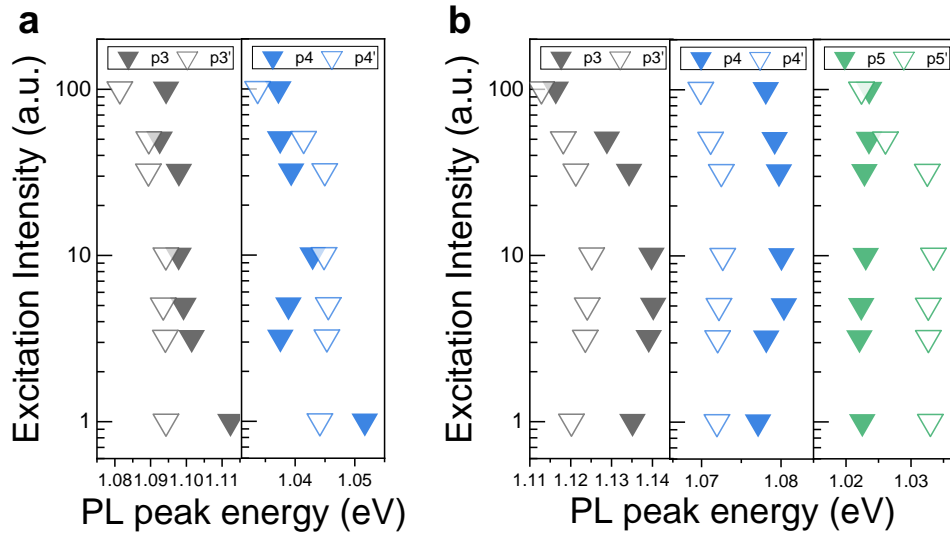 a
b
p3 p3'
p4 p4'
p3 p3'
p4 p4'
p5 p5'
Excitation Intensity (a.u.)
100
10
1
1.08 1.09 1.10 1.11
1.04 1.05
PL peak energy (eV)
Excitation Intensity (a.u.)
100
10
1
1.11 1.12 1.13 1.14
1.07 1.08
1.02 1.03
PL peak energy (eV)